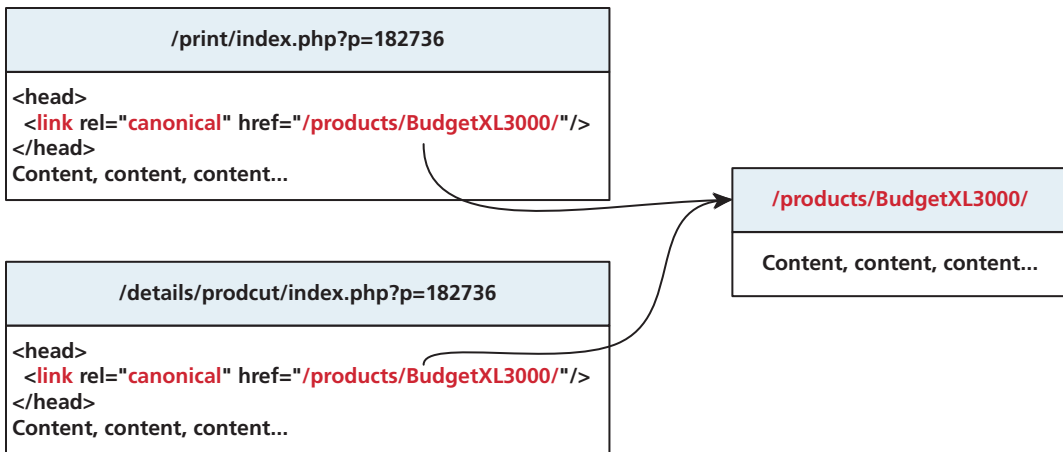 /print/index.php?p=182736
<head>
<link rel="canonical" href="/products/BudgetXL3000/"/>
</head>
Content, content, content...
/products/BudgetXL3000/
Content, content, content...
/details/prodcut/index.php?p=182736
<head>
<link rel="canonical" href="/products/BudgetXL3000/"/>
</head>
Content, content, content...